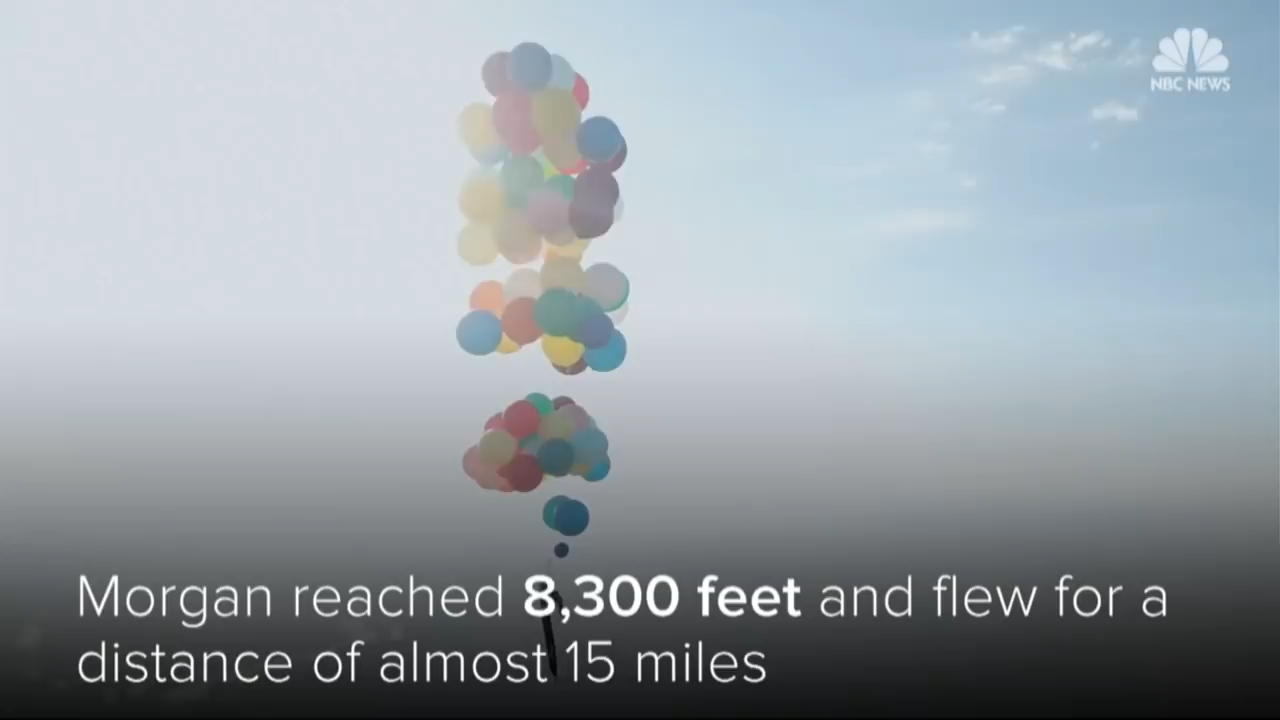 NBC NEWS
Morgan reached 8,300 feet and flew for a
distance of almost 15 miles